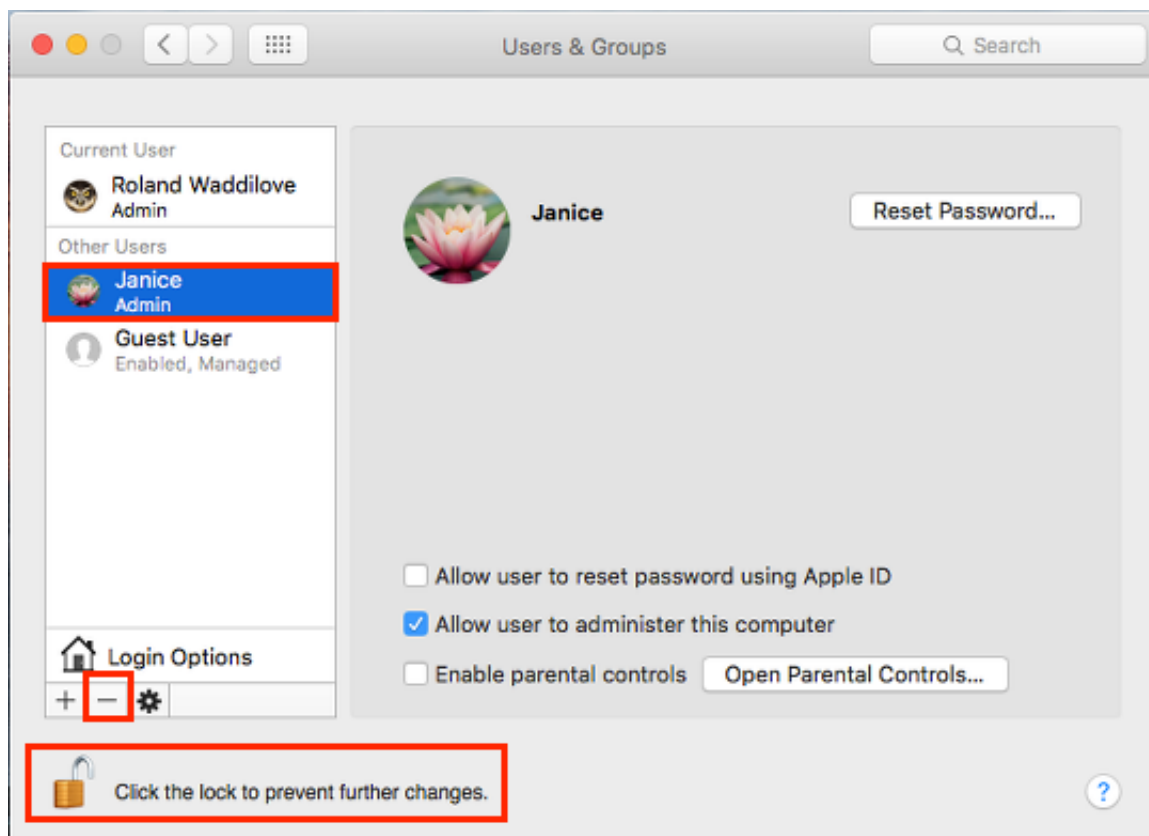 Users & Groups
Search
Current User
Roland Waddilove
Admin
Other Users
Janice
Admin
Guest User
Enabled, Managed
Login Options
Janice
Reset Password...
Allow user to reset password using Apple ID
Allow user to administer this computer
Enable parental controls
Open Parental Controls...
Click the lock to prevent further changes.
?